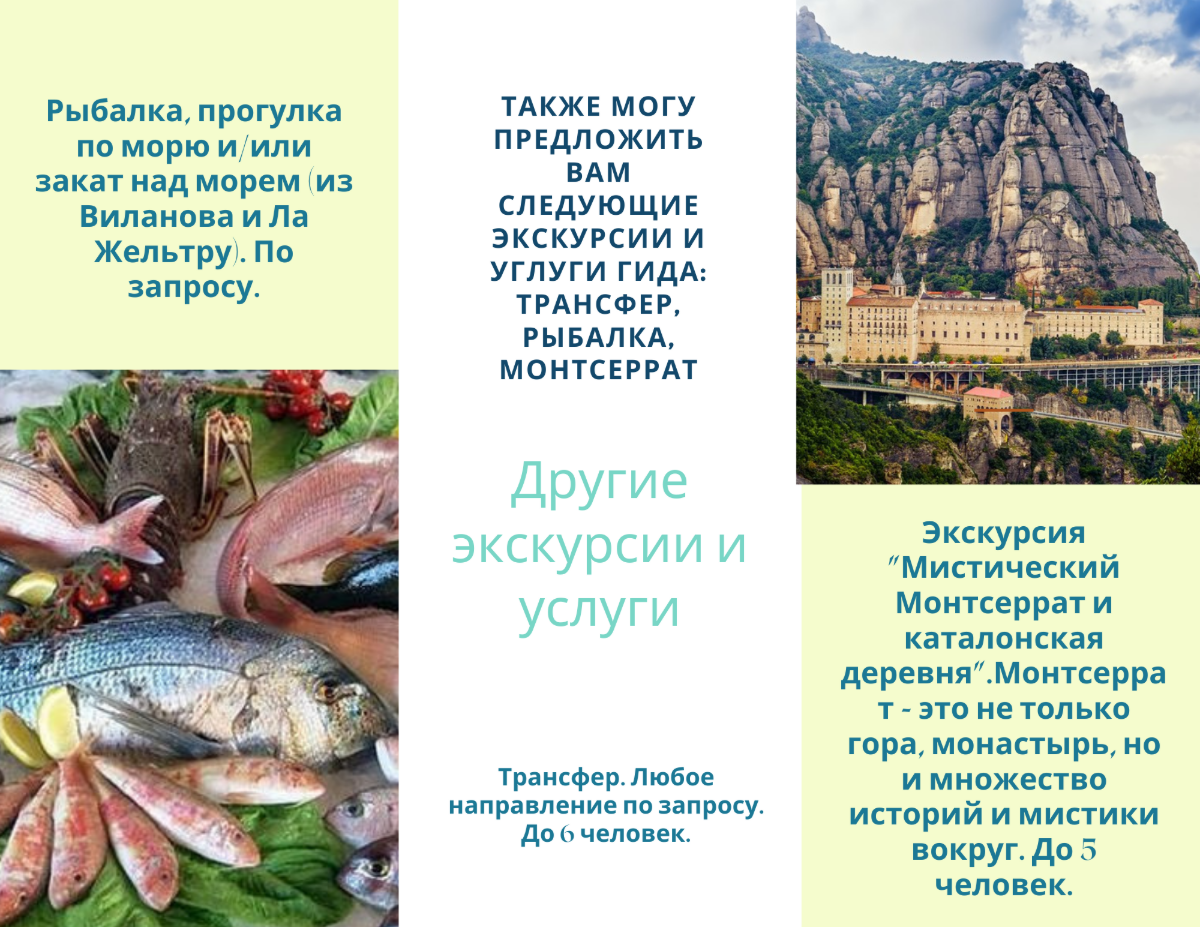 Рыбалка, прогулка
по морю и/или
закат над морем (из
Виланова и Ла
Жельтру). По
запросу.
ТАКЖЕ МОГУ
ПРЕДЛОЖИТЬ
ВАМ
СЛЕДУЮЩИЕ
ЭКСКУРСИИ И
УГЛУГИ ГИДА:
ТРАНСФЕР,
РЫБАЛКА,
МОНТСЕРРАТ
Другие
экскурсии и
услуги
Трансфер. Любое
направление по запросу.
До 6 человек.
Экскурсия
"Мистический
Монтсеррат и
каталонская
деревня".Монтсерра
т - это не только
гора, монастырь, но
и множество
историй и мистики
вокруг. До 5
человек.